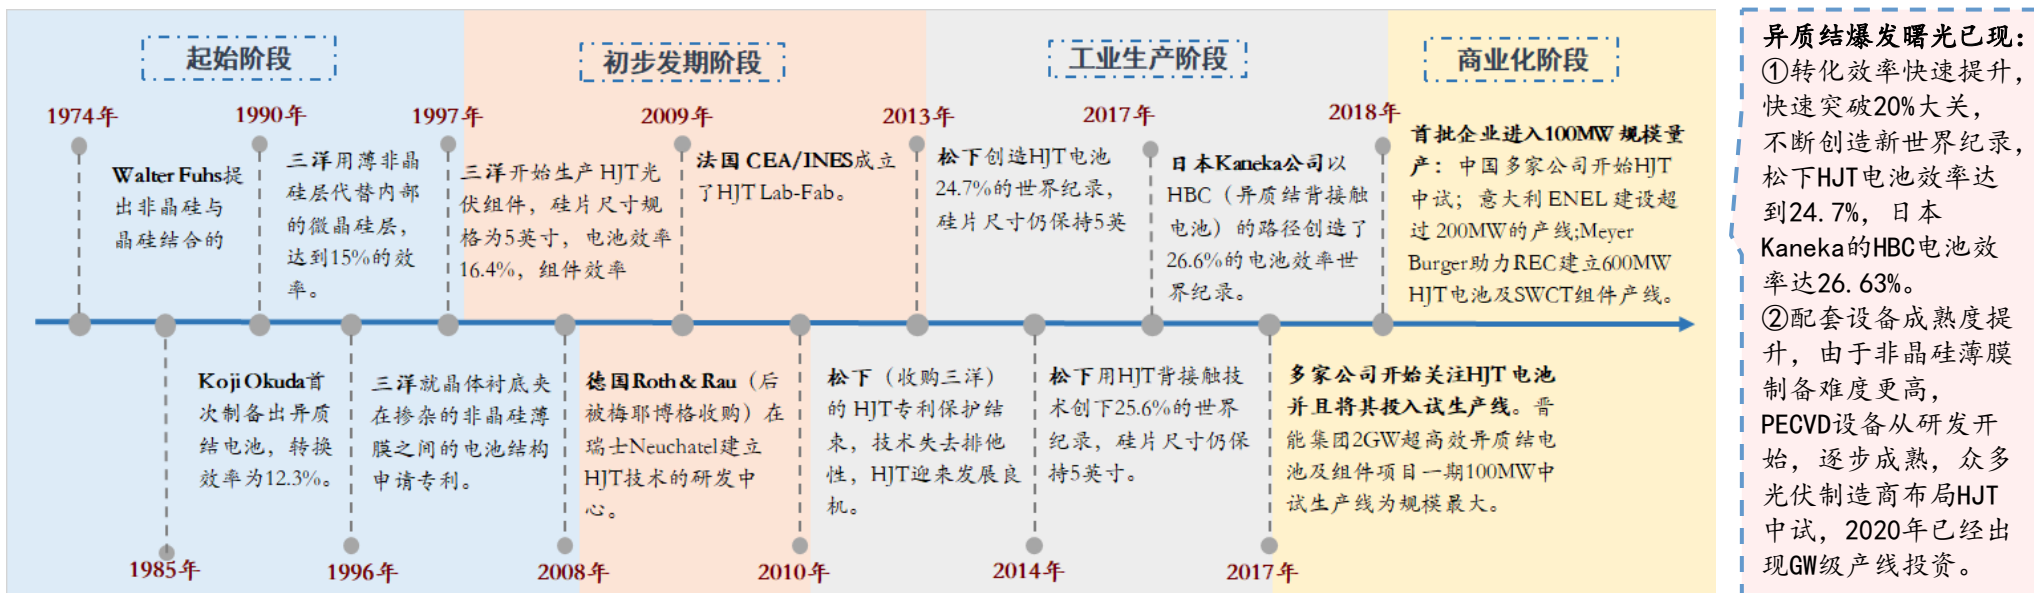 起始阶段
初步发期阶段
工业生产阶段
商业化阶段
1974年
1990年
1997年
2009年
2013年
2017年
2018年
Walter Fuhs提
出非晶硅与
晶硅结合的
三洋用薄非晶
硅层代替内部
的微晶硅层，
达到15%的效
率。
三洋开始生产 HJT光
伏组件，硅片尺寸规
格为5英寸，电池效率
16.4%，组件效率
法国 CEA/INES成立
了HJT Lab-Fab。
松下创造HJT电池
24.7%的世界纪录，
硅片尺寸仍保持5英
日本Kaneka公司以
HBC（异质结背接触
电池）的路径创造了
26.6%的电池效率世
界纪录。
首批企业进入100MW 规模量
产：中国多家公司开始HJT
中试；意大利 ENEL 建设超
过 200MW的产线;Meyer
Burger助力REC建立600MW
HJT电池及SWCT组件产线。
Koji Okuda首
次制备出异质
结电池，转换
效率为12.3%。
三洋就晶体衬底夹
在掺杂的非晶硅薄
膜之间的电池结构
申请专利。
德国Roth & Rau（后
被梅耶博格收购）在
瑞士Neuchatel建立
HJT技术的研发中
心。
松下（收购三洋）
的 HJT专利保护结
束，技术失去排他
性，HJT迎来发展良
机。
松下用HJT背接触技
术创下25.6%的世界
纪录，硅片尺寸仍保
持5英寸。
多家公司开始关注HJT 电池
并且将其投入试生产线。晋
能集团2GW超高效异质结电
池及组件项目一期100MW中
试生产线为规模最大。
1985年
1996年
2008年
2010年
2014年
2017年
异质结爆发曙光已现：
①转化效率快速提升，
快速突破20%大关，
不断创造新世界纪录，
松下HJT电池效率达
到24.7%，日本
Kaneka的HBC电池效
率达26.63%。
②配套设备成熟度提
升，由于非晶硅薄膜
制备难度更高，
PECVD设备从研发开
始，逐步成熟，众多
光伏制造商布局HJT
中试，2020年已经出
现GW级产线投资。